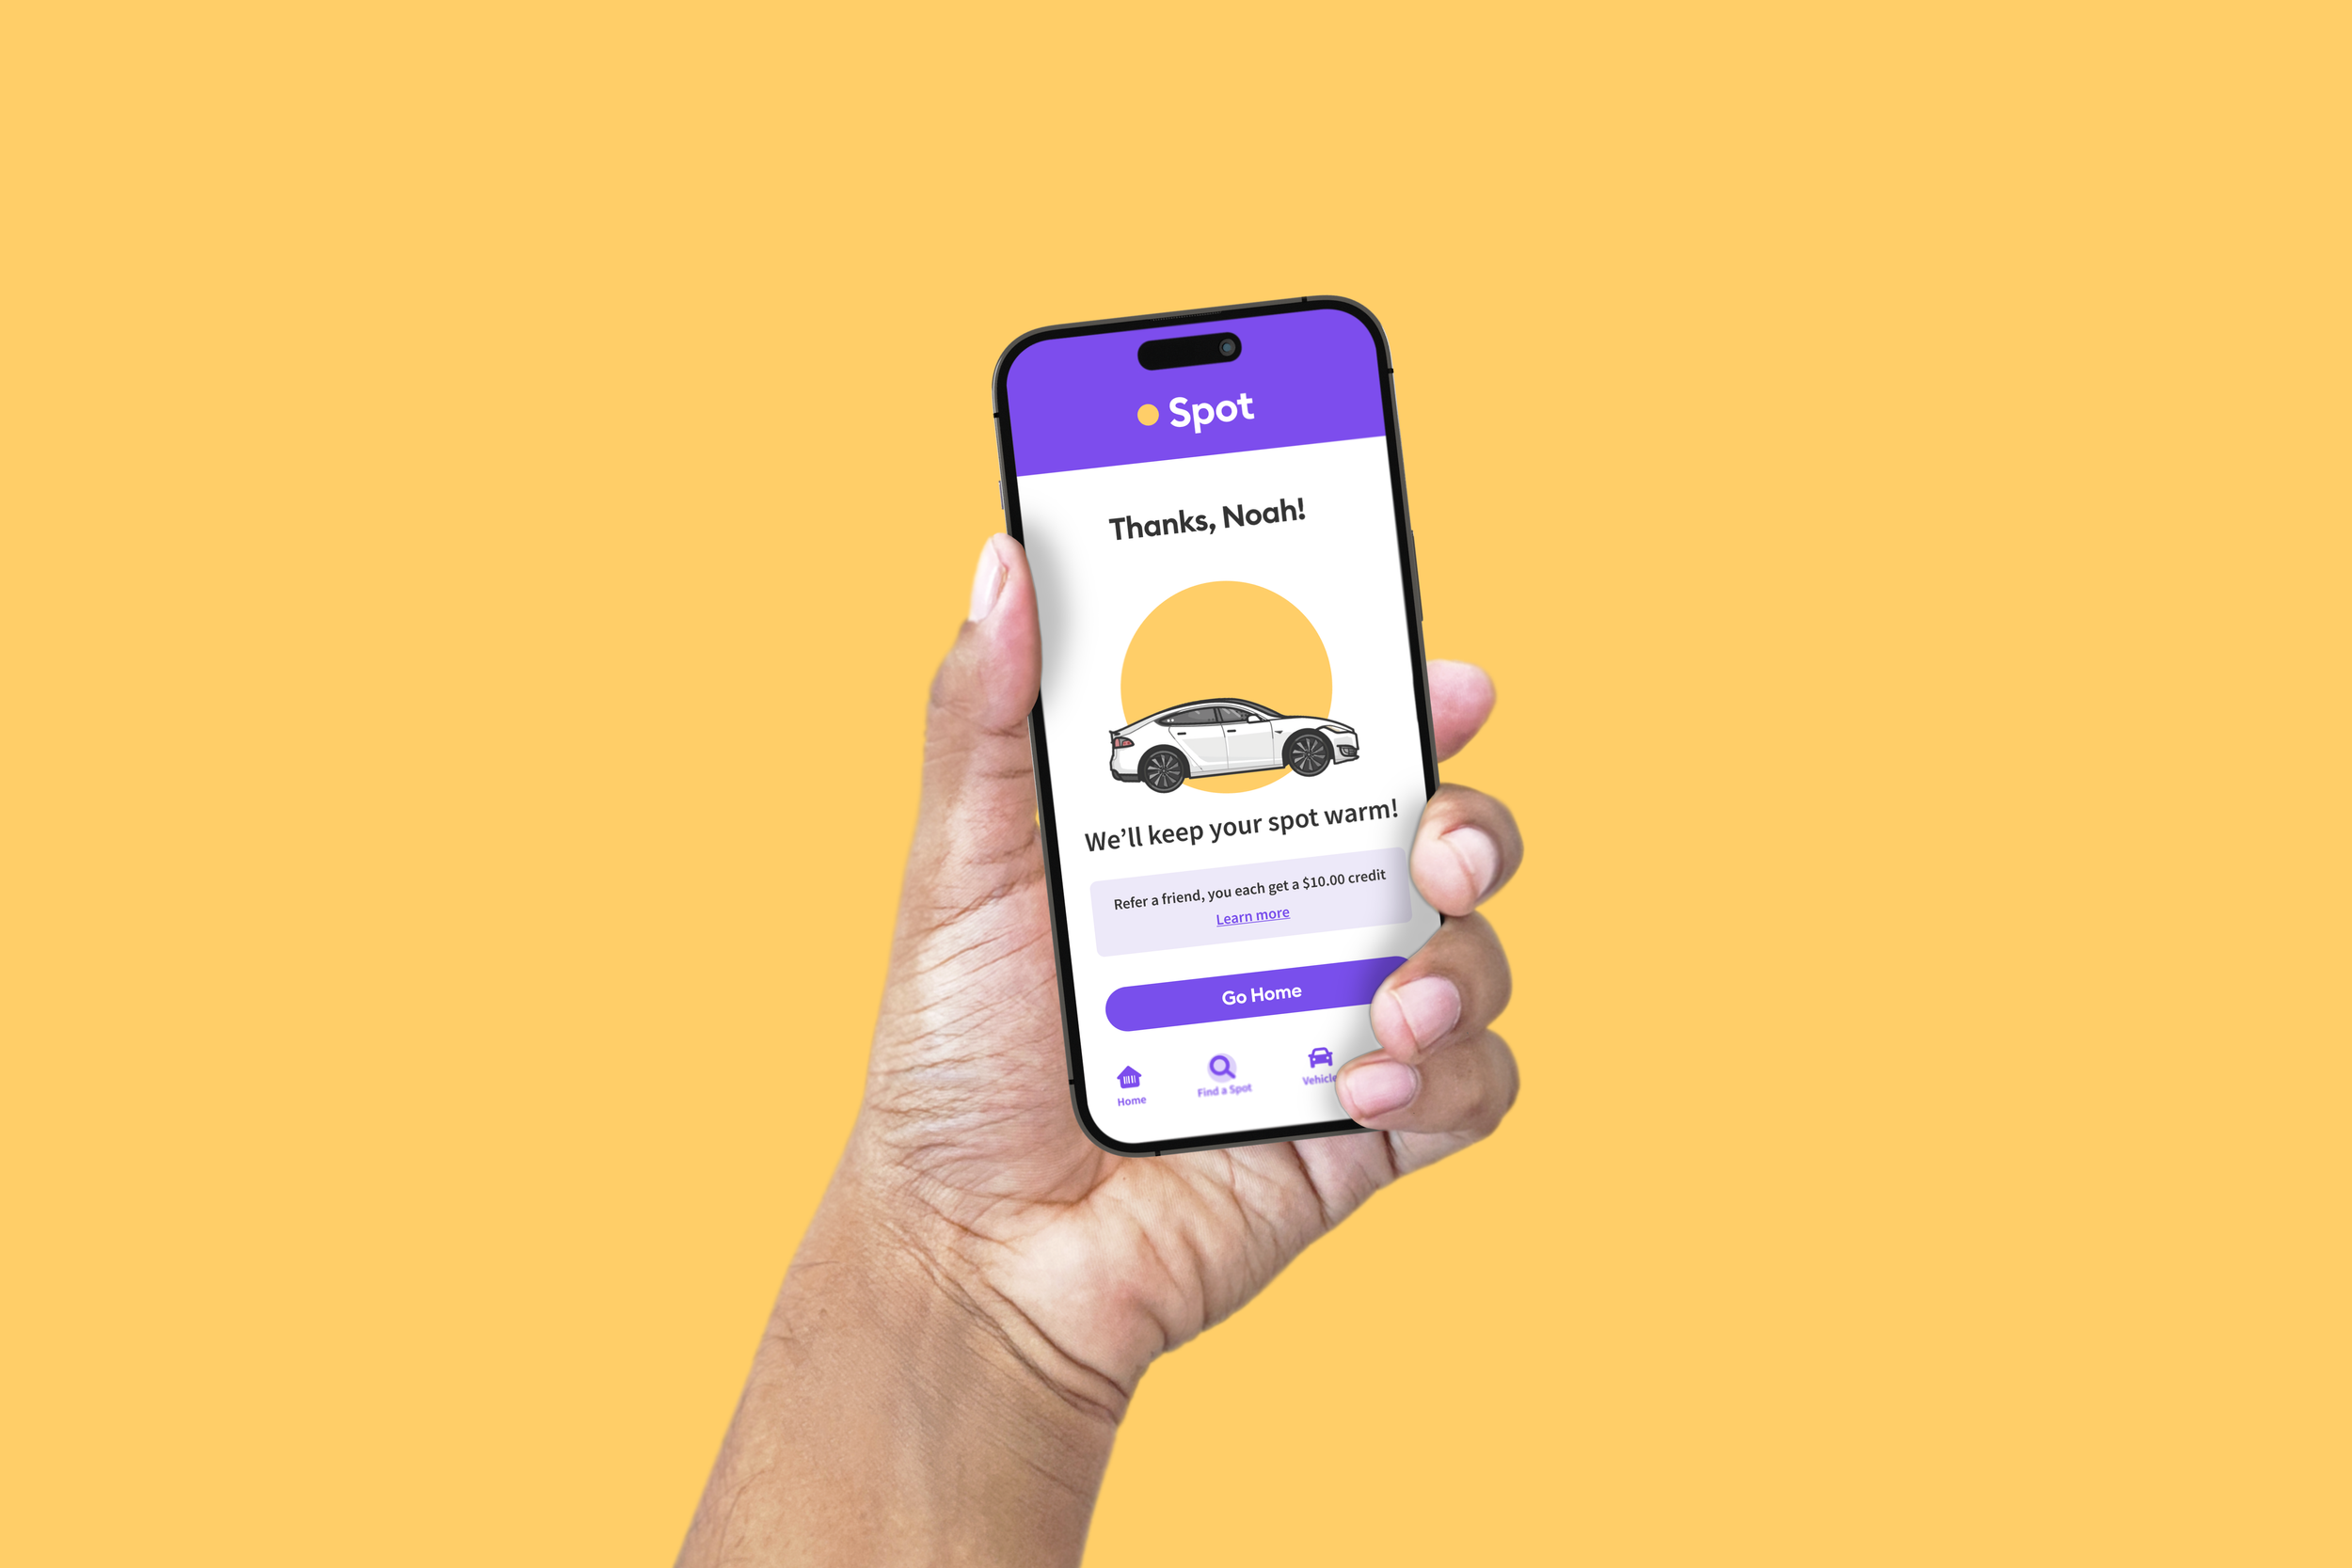 Spot
Thanks, Noah!
We’ll keep your spot warm!
Refer a friend, you each get a $10.00 credit
Learn more
Go Home
Home
Find a Spot
Vehicle